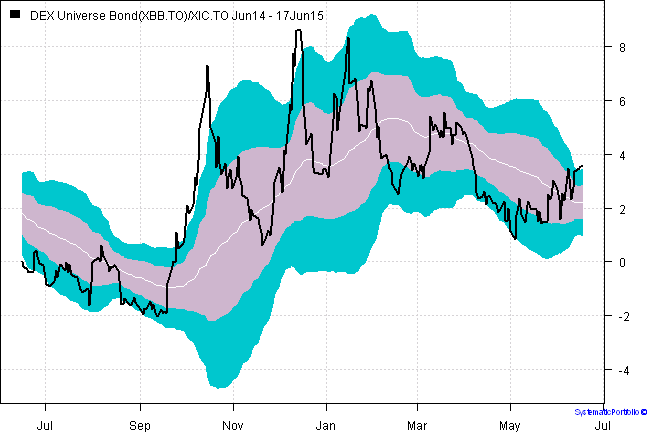 DEX Universe Bond(XBB.TO)/XIC.TO Jun14 - 17Jun15
8
6
4
2
0
-2
-4
SystematicPortfolio ©
Jul Sep Nov Jan Mar May Jul